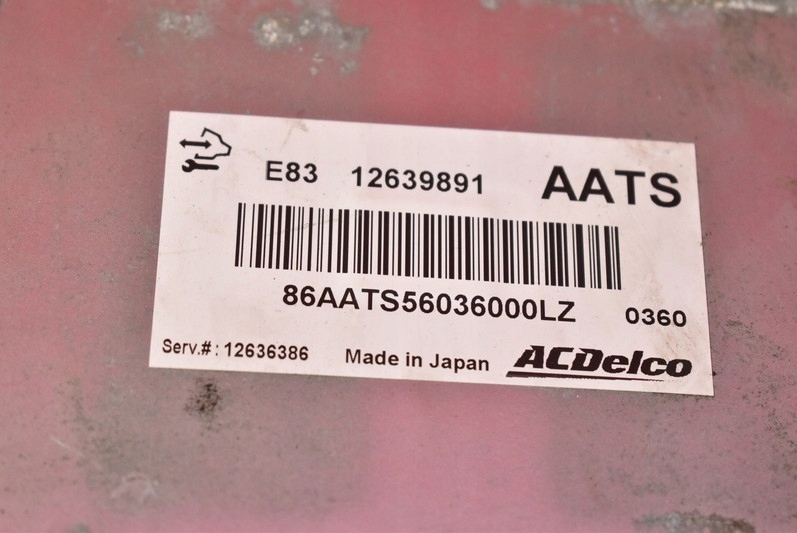 E83 12639891 AATS
86AATS56036000LZ 0360
Serv.#: 12636386 Made in Japan ACDelco